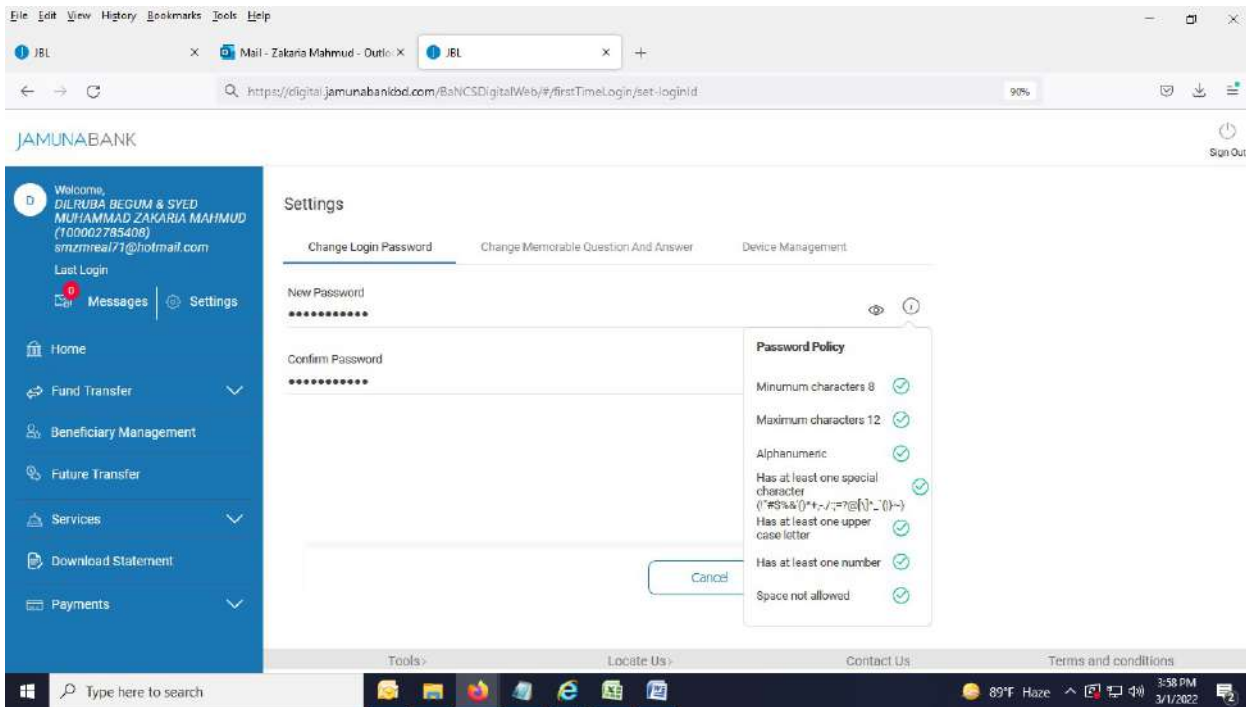 File Edit View History Bookmarks Tools Help
JBL
Mail - Zakaria Mahmud - Outlo
JBL
https://digital.jamunabankbd.com/BaNCSDigitalWeb/#/firstTimeLogin/set-loginId
90%
JAMUNABANK
Sign Out
D
Welcome,
DILRUBA BEGUM & SYED
MUHAMMAD ZAKARIA MAHMUD
(100002785408)
smzmreal71@hotmail.com
Last Login
0
Messages
Settings
Home
Fund Transfer
Beneficiary Management
Future Transfer
Services
Download Statement
Payments
Settings
Change Login Password Change Memorable Question And Answer Device Management
New Password
•••••••••••
Confirm Password
•••••••••••
Password Policy
Minumum characters 8
Maximum characters 12
Alphanumeric
Has at least one special
character
Has at least one upper
case letter
Has at least one number
Space not allowed
Cancel
Tools> Locate Us> Contact Us Terms and conditions
Type here to search
89°F Haze
3:58 PM
3/1/2022
2